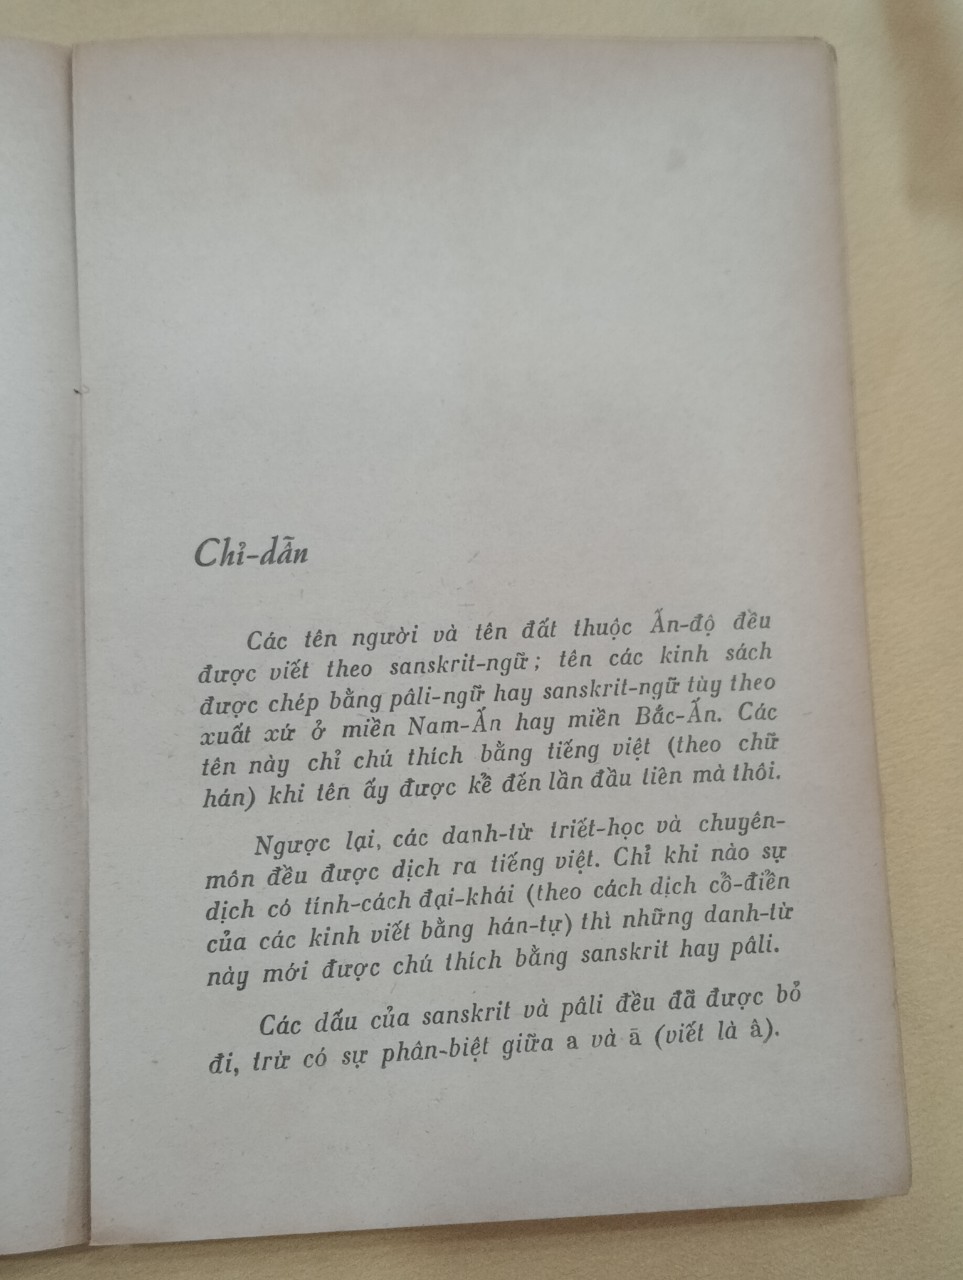 Chỉ-dẫn
Các tên người và tên đất thuộc Ấn-độ đều
được viết theo sanskrit-ngữ ; tên các kinh sách
được chép bằng pâli-ngữ hay sanskrit-ngữ tùy theo
xuất xứ ở miền Nam-Ấn hay miền Bắc-Ấn. Các
tên này chỉ chú thích bằng tiếng việt (theo chữ
hán) khi tên ấy được kể đến lần đầu tiên mà thôi.
Ngược lại, các danh-từ triết-học và chuyên-
môn đều được dịch ra tiếng việt. Chỉ khi nào sự
dịch có tính-cách đại-khái (theo cách dịch cổ-điển
của các kinh viết bằng hán-tự) thì những danh-từ
này mới được chú thích bằng sanskrit hay pâli.
Các dấu của sanskrit và pâli đều đã được bỏ
đi, trừ có sự phân-biệt giữa a và ā (viết là â).